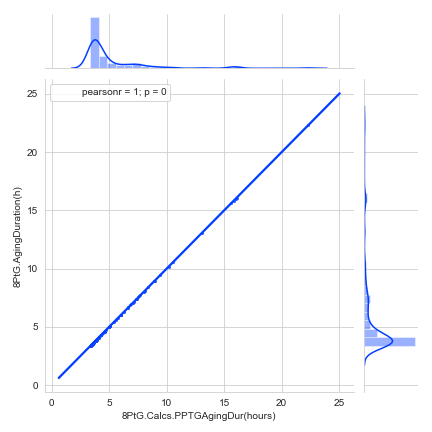 pearsonr = 1; p = 0
25
20
15
10
5
0
8PtG.AgingDuration(h)
0 5 10 15 20 25
8PtG.Calcs.PPTGAgingDur(hours)